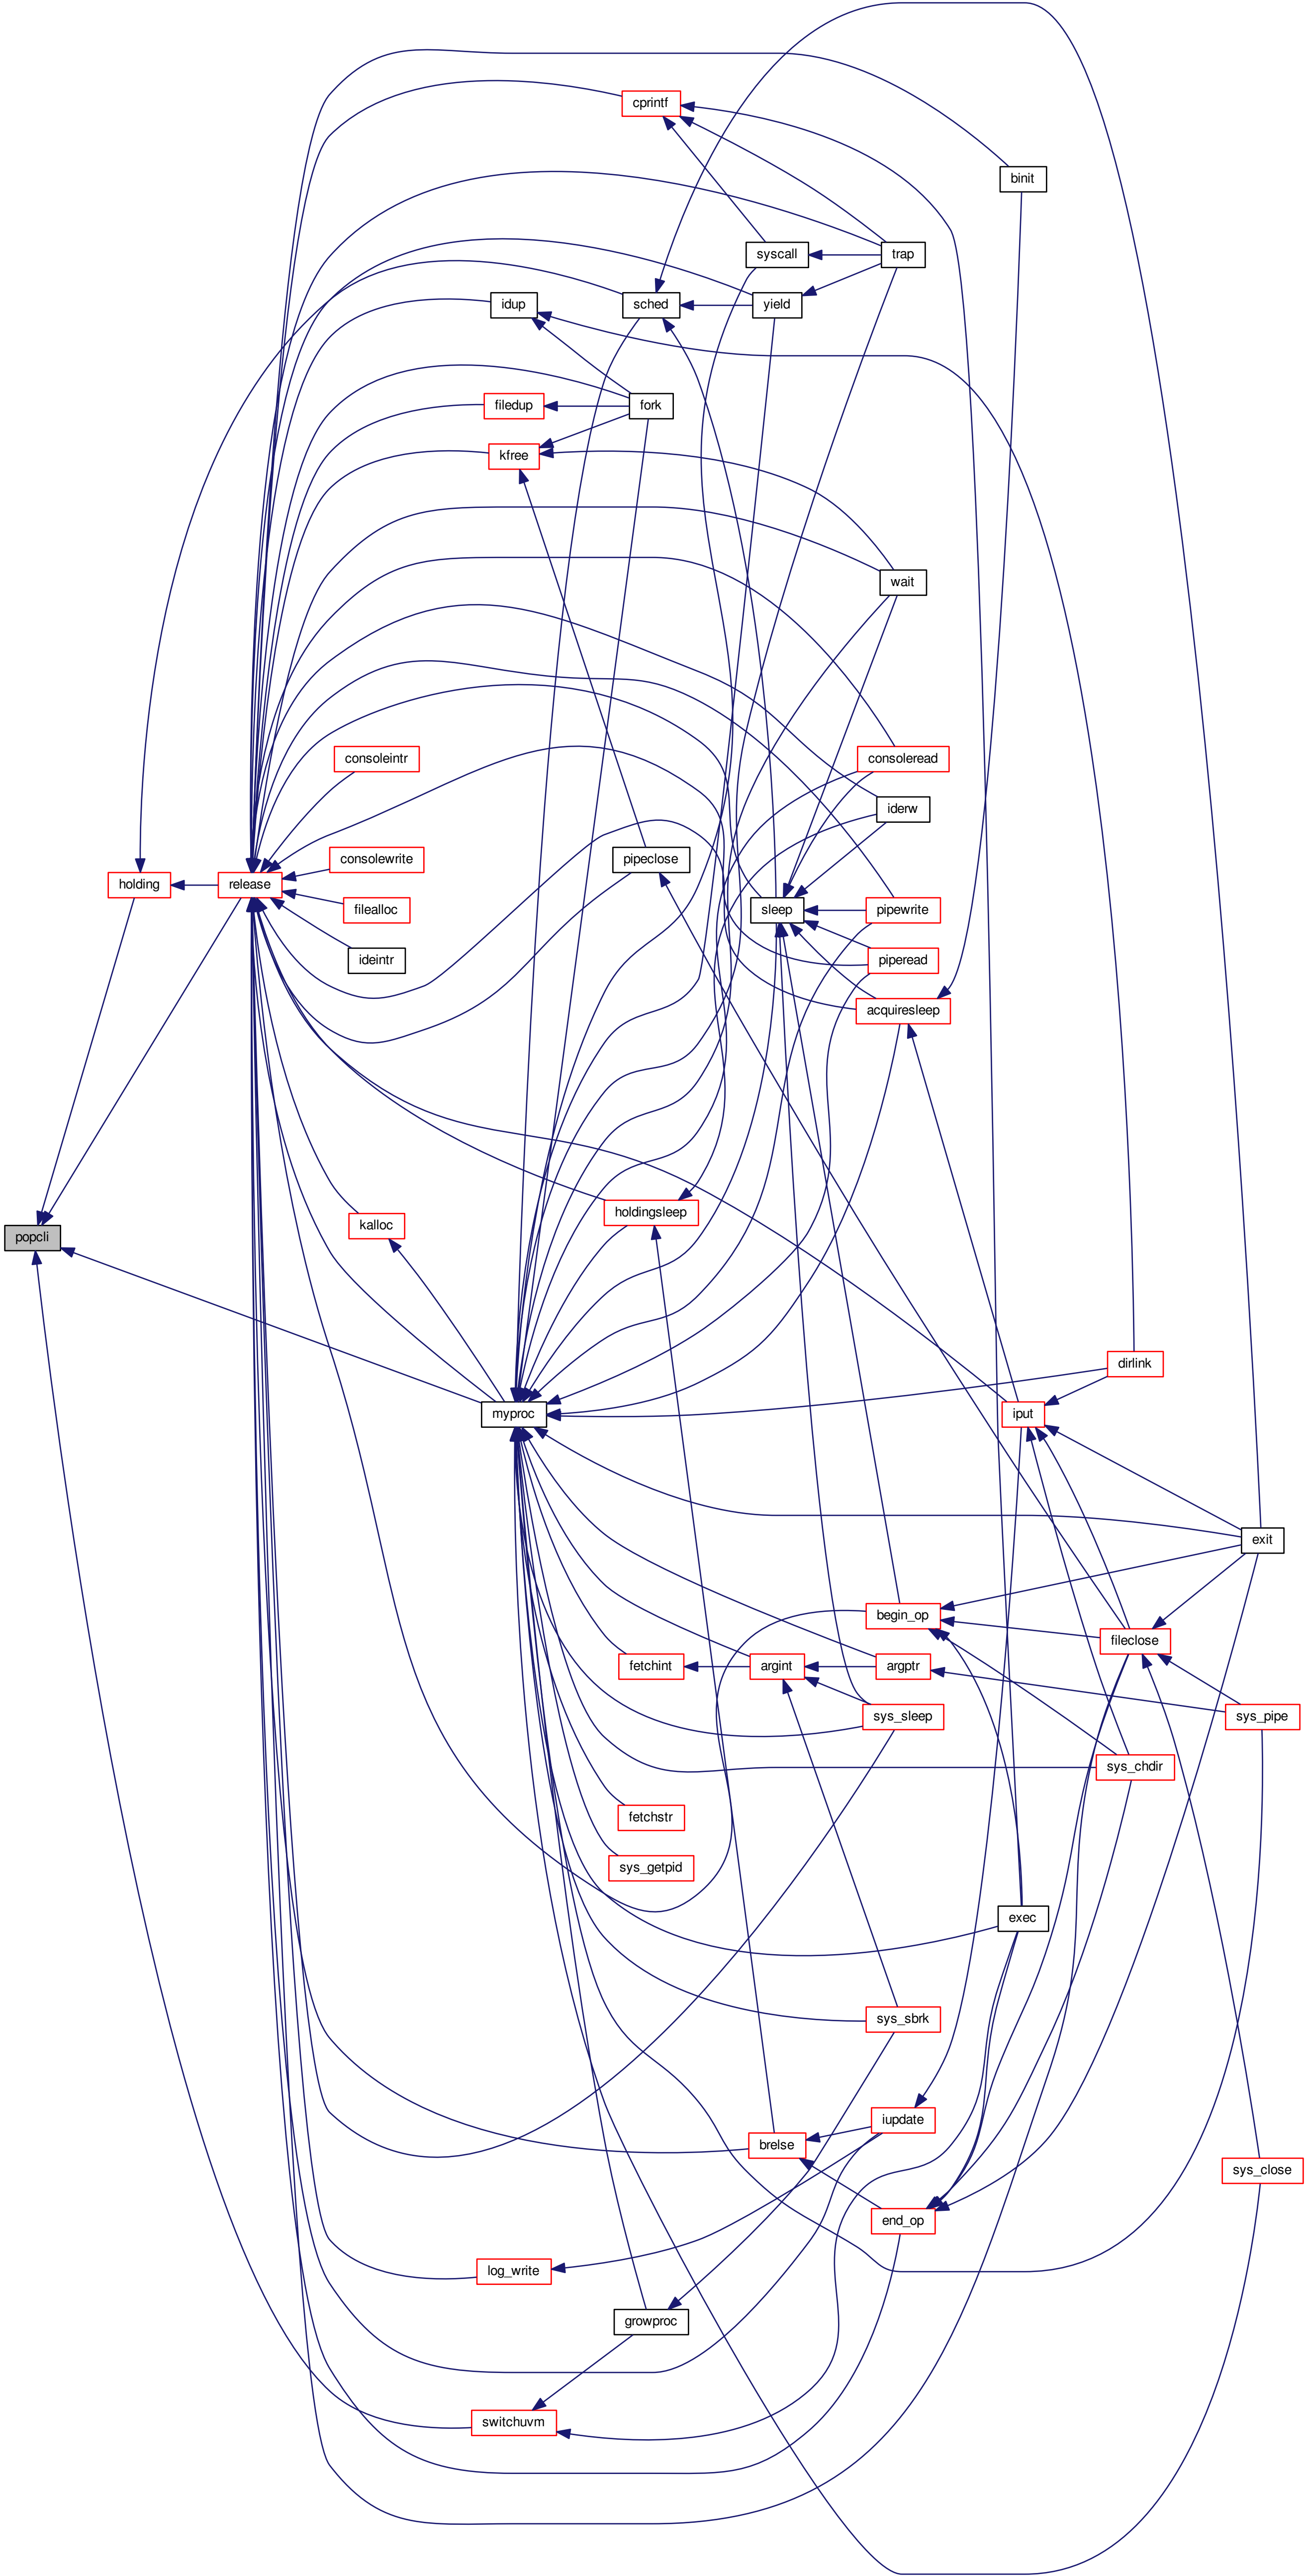 cprintf
binit
syscall
trap
idup
sched
yield
filedup
fork
kfree
wait
consoleintr
consoleread
iderw
consolewrite
pipeclose
holding
release
filealloc
sleep
pipewrite
ideintr
piperead
acquiresleep
kalloc
holdingsleep
popcli
dirlink
myproc
iput
exit
begin_op
fileclose
fetchint
argint
argptr
sys_sleep
sys_pipe
sys_chdir
fetchstr
sys_getpid
exec
sys_sbrk
iupdate
brelse
sys_close
end_op
log_write
growproc
switchuvm